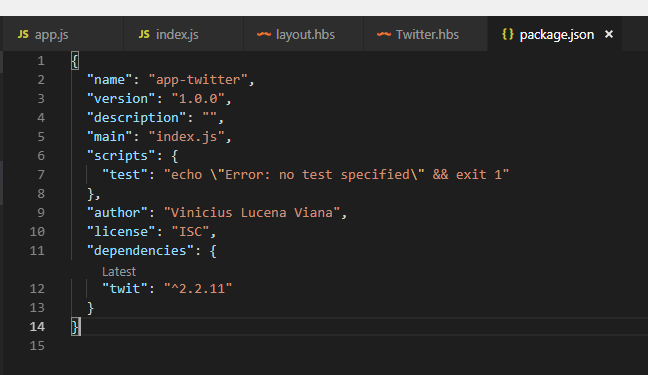 JS app.js JS index.js layout.hbs Twitter.hbs {} package.json ×
1 {
2 "name": "app-twitter",
3 "version": "1.0.0",
4 "description": "",
5 "main": "index.js",
6 "scripts": {
7 "test": "echo \"Error: no test specified\" && exit 1"
8 },
9 "author": "Vinicius Lucena Viana",
10 "license": "ISC",
11 "dependencies": {
Latest
12 "twit": "^2.2.11"
13 }
14 }
15